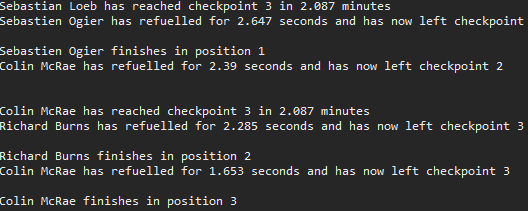 Sebastian Loeb has reached checkpoint 3 in 2.087 minutes
Sebastian Ogier has refuelled for 2.647 seconds and has now left checkpoint
Sebastian Ogier finishes in position 1
Colin McRae has refuelled for 2.39 seconds and has now left checkpoint 2
Colin McRae has reached checkpoint 3 in 2.087 minutes
Richard Burns has refuelled for 2.285 seconds and has now left checkpoint 3
Richard Burns finishes in position 2
Colin McRae has refuelled for 1.653 seconds and has now left checkpoint 3
Colin McRae finishes in position 3